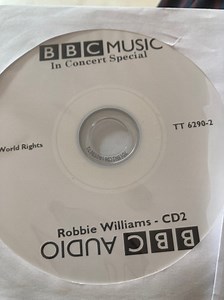 BBC MUSIC
In Concert Special
World Rights
TT 6290-2
Robbie Williams - CD2
BBC AUDIO